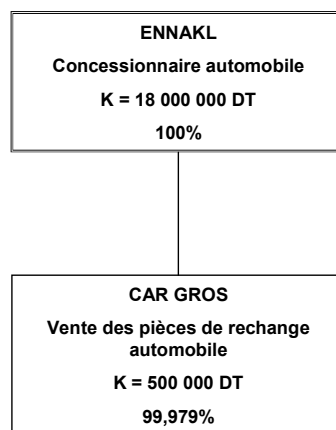 ENNAKL
Concessionnaire automobile
K = 18 000 000 DT
100%
CAR GROS
Vente des pièces de rechange
automobile
K = 500 000 DT
99,979%